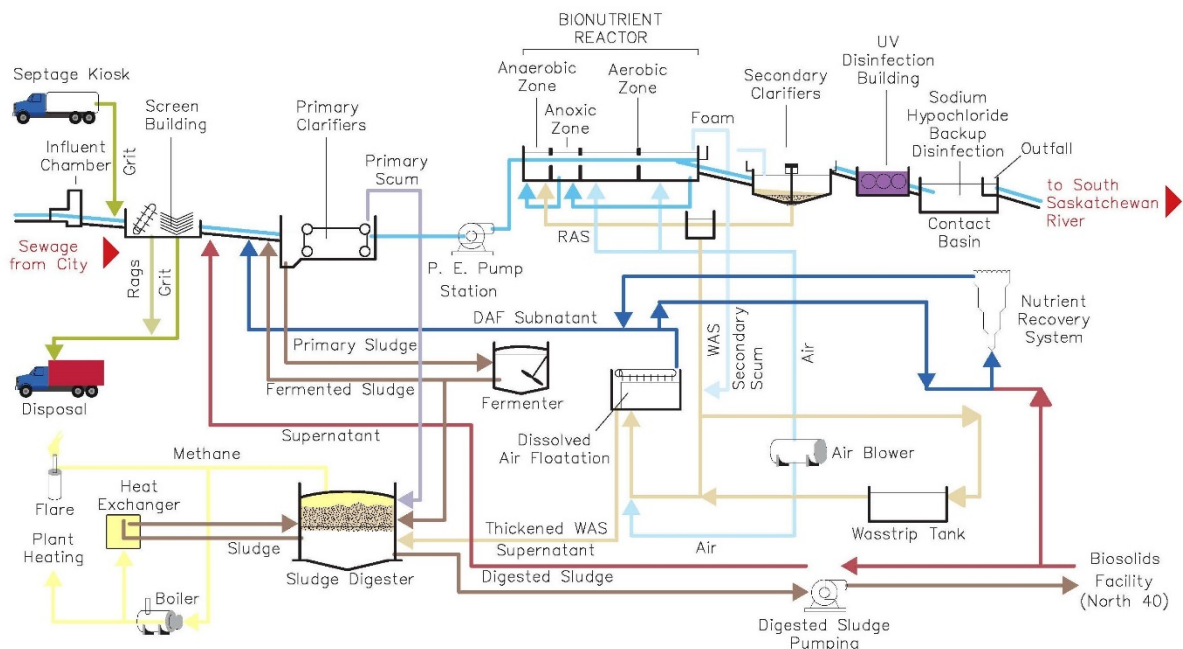 BIONUTRIENT
REACTOR
Septage Kiosk
Screen
Building
Influent
Chamber
Grit
Primary
Clarifiers
Primary
Scum
Anaerobic
Zone
Anoxic
Zone
Aerobic
Zone
Foam
Secondary
Clarifiers
UV
Disinfection
Building
Sodium
Hypochloride
Backup
Disinfection
Outfall
to South
Saskatchewan
River
Contact
Basin
Sewage
from City
Rags
Grit
P. E. Pump
Station
RAS
DAF Subnatant
Primary Sludge
Fermented Sludge
Fermenter
WAS
Secondary
Scum
Air
Nutrient
Recovery
System
Disposal
Supernatant
Dissolved
Air Floatation
Air Blower
Methane
Flare
Heat
Exchanger
Plant
Heating
Sludge
Sludge Digester
Boiler
Thickened WAS
Supernatant
Digested Sludge
Air
Wasstrip Tank
Digested Sludge
Pumping
Biosolids
Facility
(North 40)